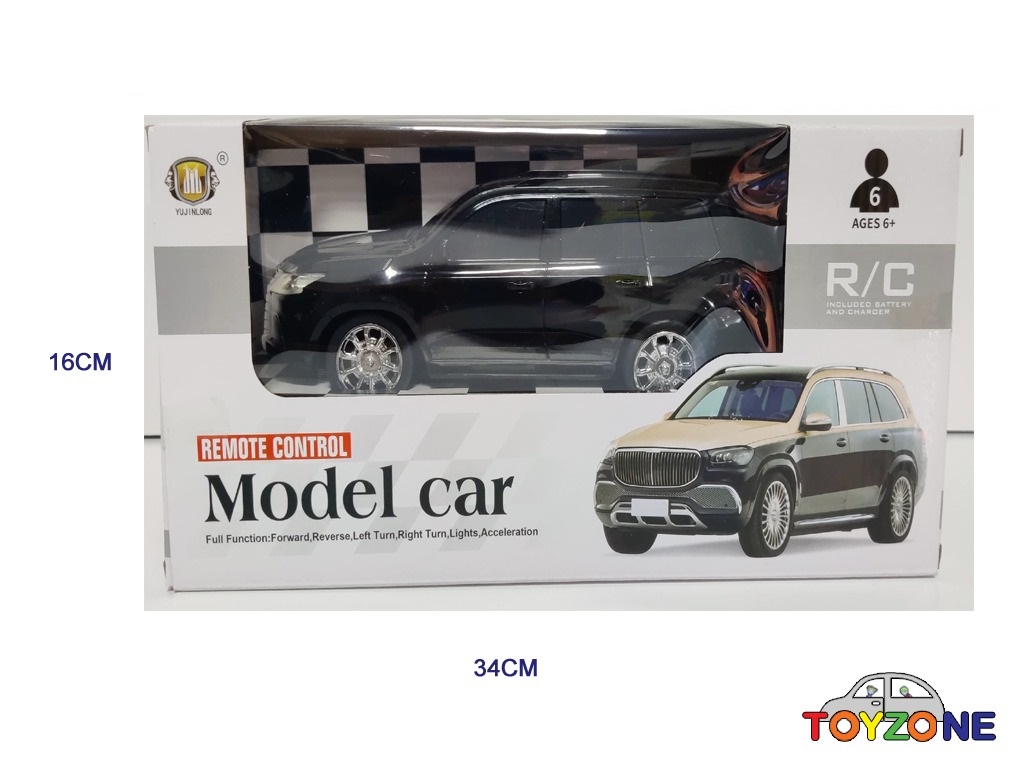 YUJINLONG
®
6
AGES 6+
R/C
INCLUDED BATTERY
AND CHARGER
16CM
REMOTE CONTROL
Model car
Full Function:Forward,Reverse,Left Turn,Right Turn,Lights,Acceleration
34CM
TOYZONE